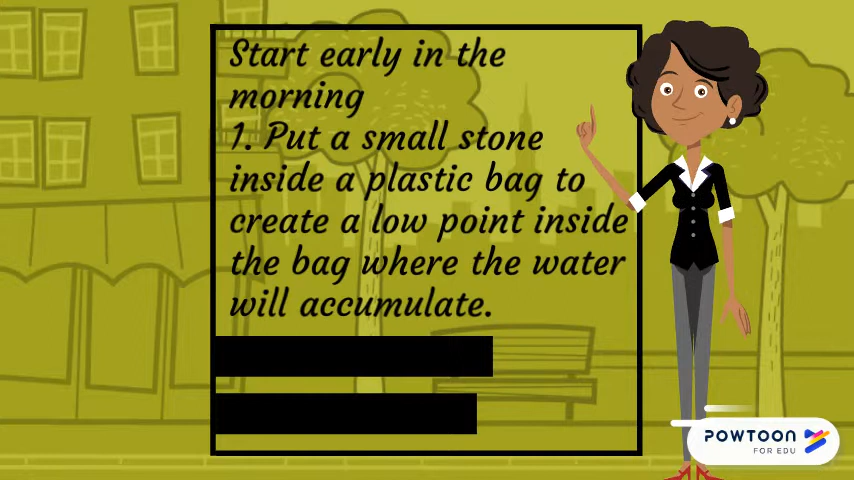 Start early in the
morning
1. Put a small stone
inside a plastic bag to
create a low point inside
the bag where the water
will accumulate.
POWTOON
FOR EDU